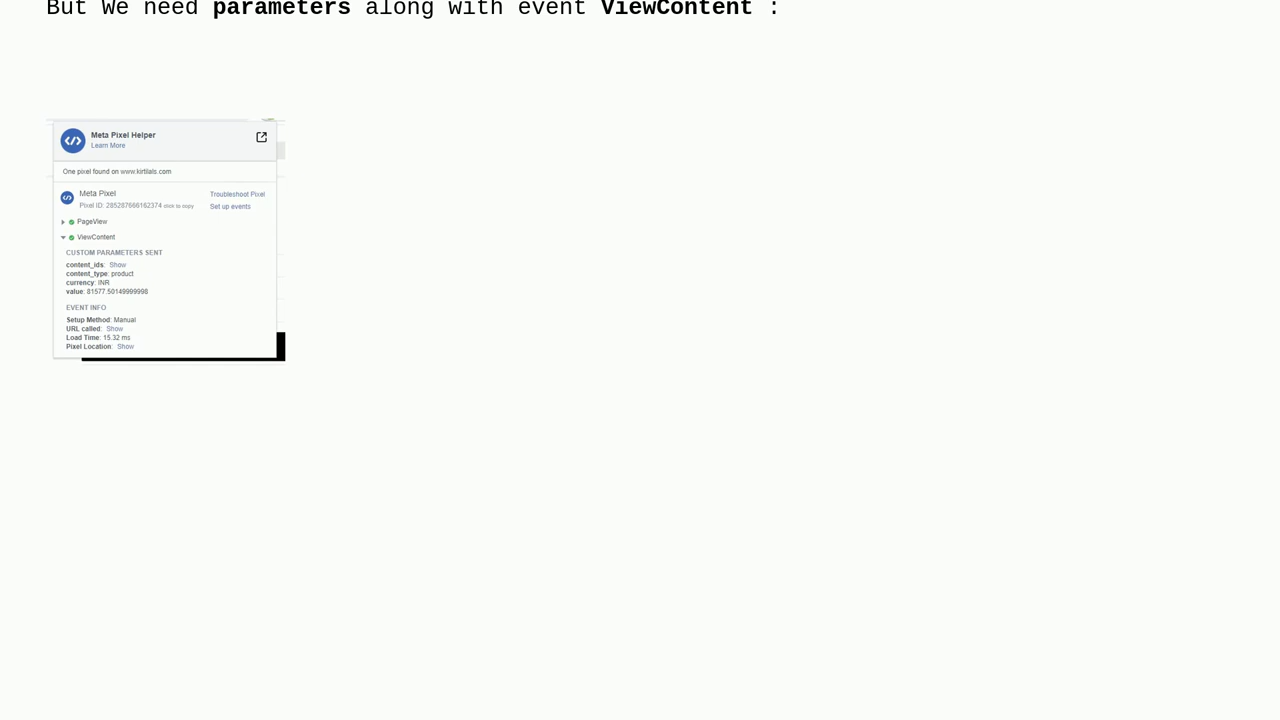 But We need parameters along with event ViewContent :
Meta Pixel Helper
Learn More
One pixel found on www.kirtilals.com
Meta Pixel
Troubleshoot Pixel
Pixel ID: 285287666162374 click to copy
Set up events
PageView
ViewContent
CUSTOM PARAMETERS SENT
content_ids: Show
content_type: product
currency: INR
value: 81577.50149999998
EVENT INFO
Setup Method: Manual
URL called: Show
Load Time: 15.32 ms
Pixel Location: Show